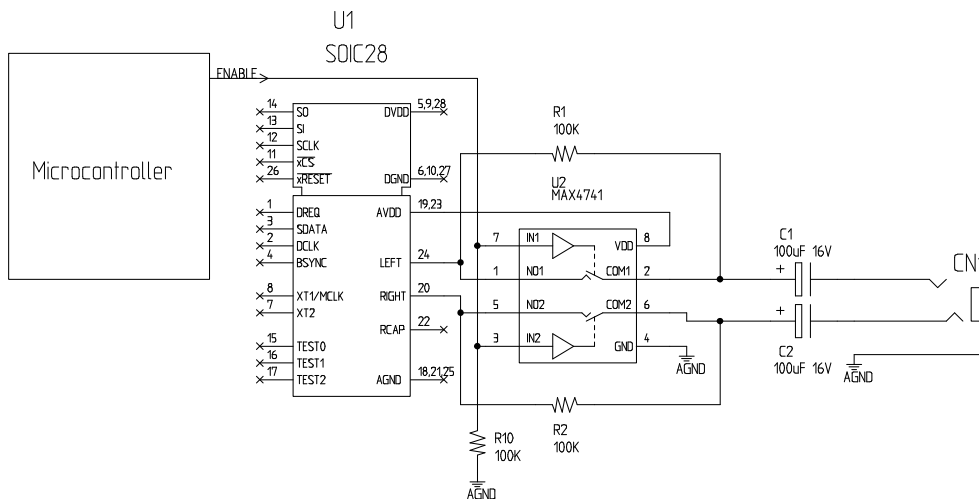 U1
SOIC28
Microcontroller
ENABLE
14 SO DVDD 5,9,28
13 SI
12 SCLK
11 xCS
26 xRESET DGND 6,10,27
1 DREQ AVDD 19,23
3 SDATA
2 DCLK
4 BSYNC LEFT 24
8 XT1/MCLK RIGHT 20
7 XT2
RCAP 22
15 TEST0
16 TEST1
17 TEST2 AGND 18,21,25
R1
100K
U2
MAX4741
7 IN1 VDD 8
1 NO1 COM1 2
5 NO2 COM2 6
3 IN2 GND 4
AGND
R2
100K
R10
100K
AGND
C1
100uF 16V
+
+
C2
100uF 16V
AGND
CN1